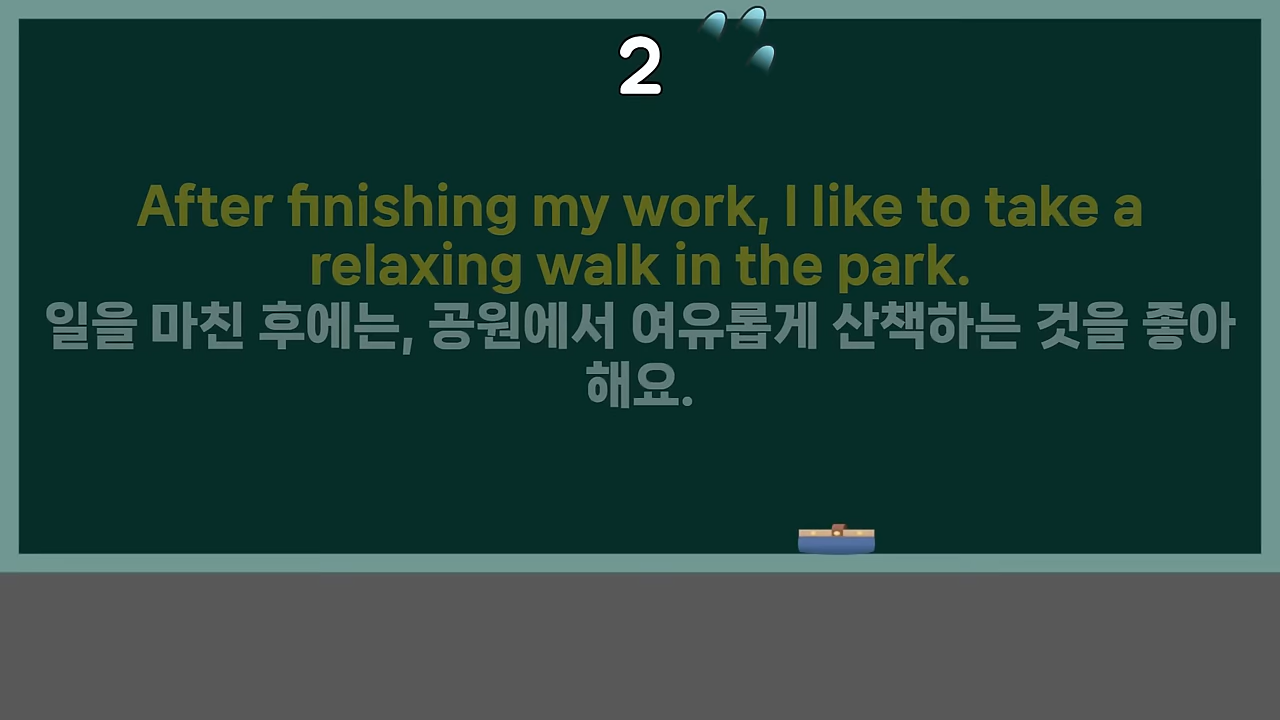 2
After finishing my work, I like to take a
relaxing walk in the park.
일을 마친 후에는, 공원에서 여유롭게 산책하는 것을 좋아
해요.